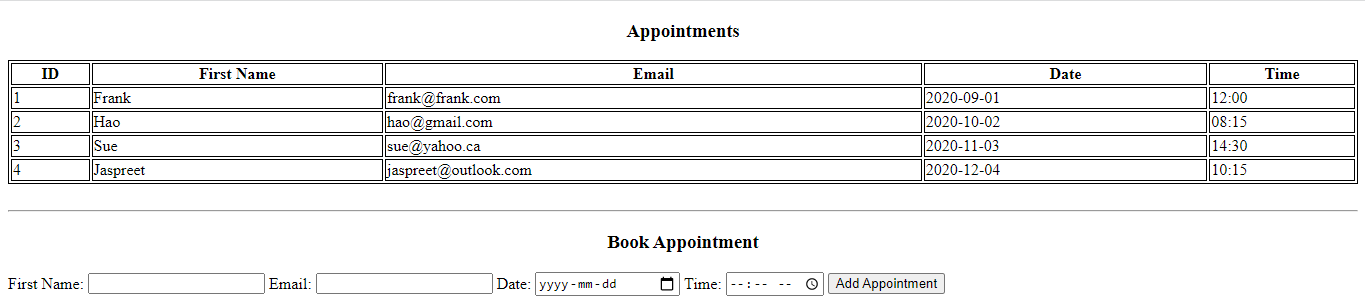 Appointments
ID First Name Email Date Time
1 Frank frank@frank.com 2020-09-01 12:00
2 Hao hao@gmail.com 2020-10-02 08:15
3 Sue sue@yahoo.ca 2020-11-03 14:30
4 Jaspreet jaspreet@outlook.com 2020-12-04 10:15
Book Appointment
First Name: Email: Date: yyyy-mm-dd Time: --:-- -- Add Appointment